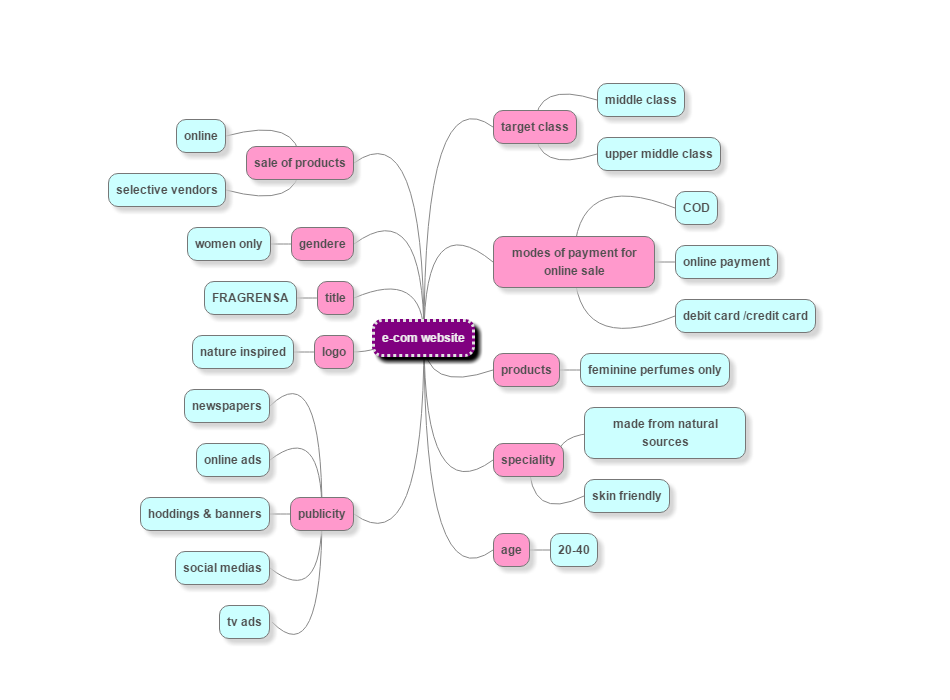 online
sale of products
selective vendors
women only
gendere
FRAGRENSA
title
nature inspired
logo
newspapers
online ads
hoddings & banners
publicity
social medias
tv ads
e-com website
target class
middle class
upper middle class
modes of payment for
online sale
COD
online payment
debit card /credit card
products
feminine perfumes only
speciality
made from natural
sources
skin friendly
age
20-40